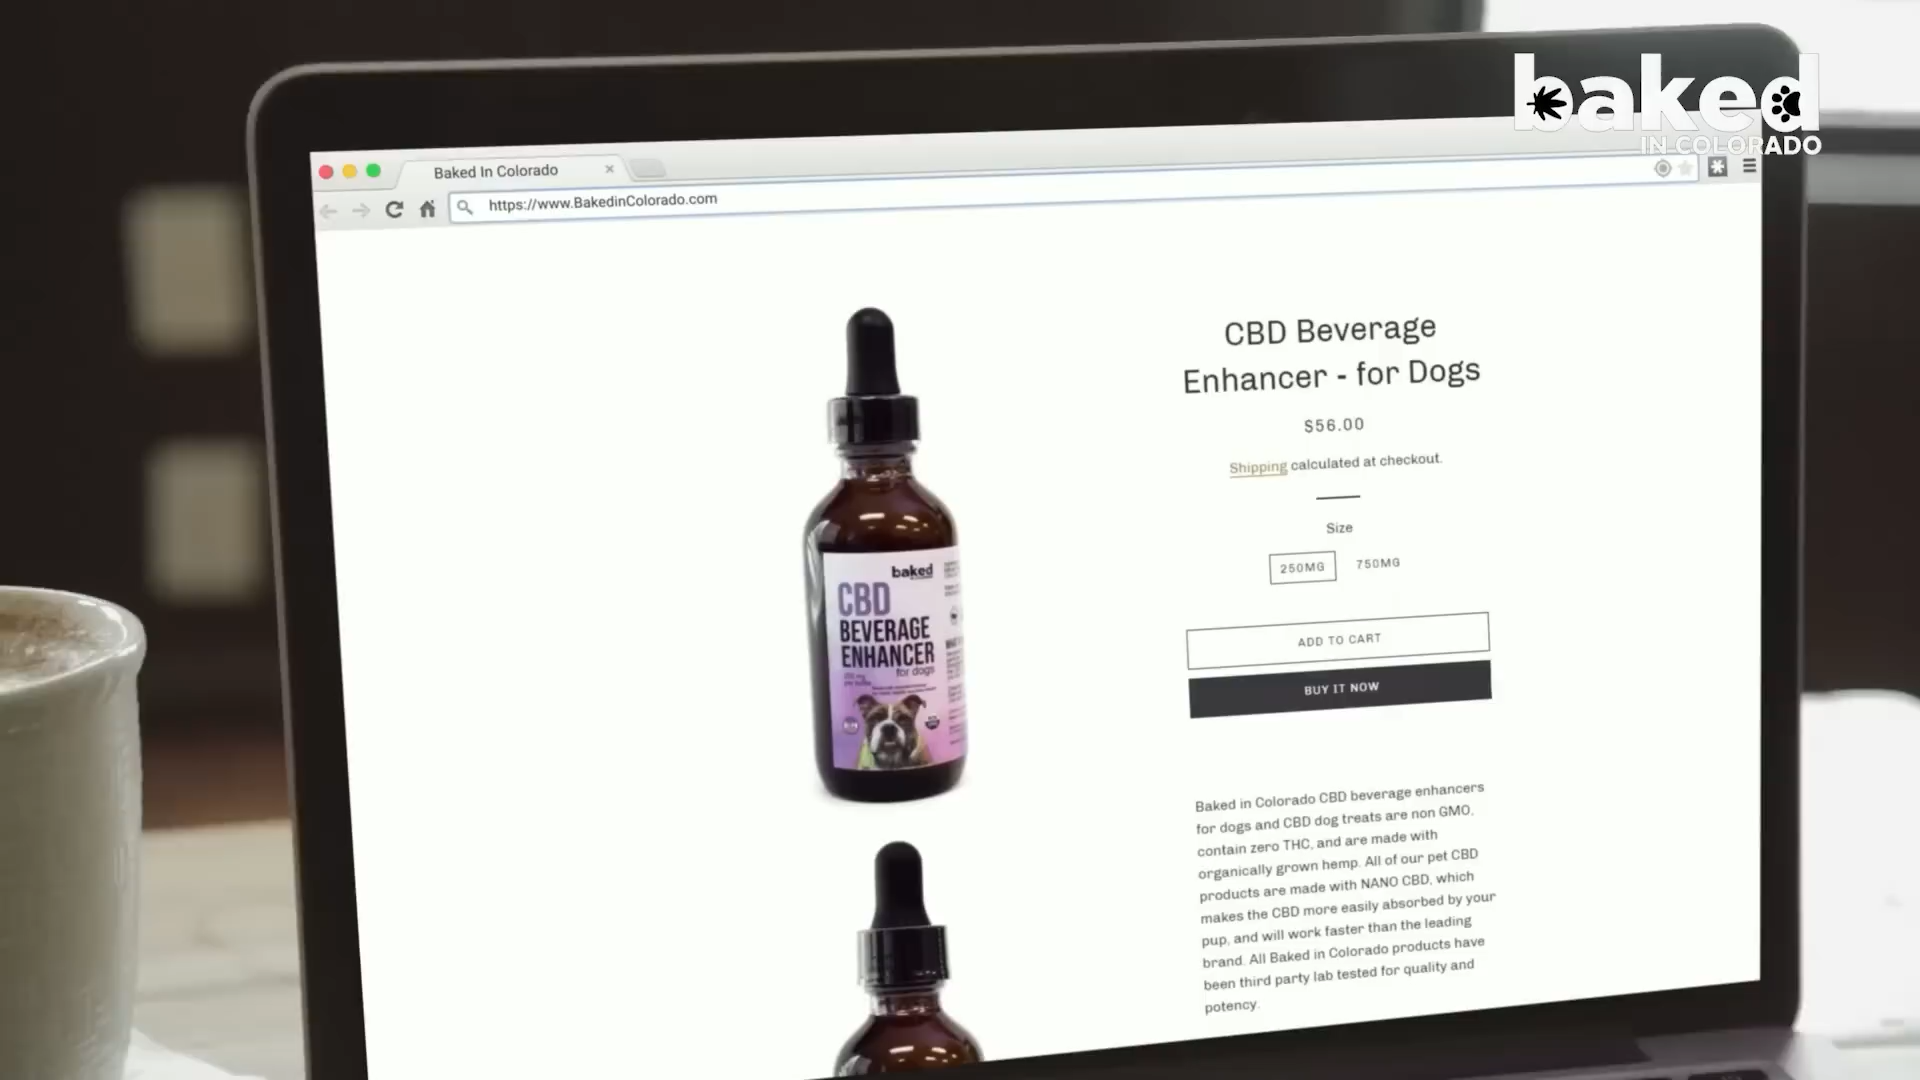 baked
IN COLORADO
Baked In Colorado
https://www.BakedinColorado.com
CBD Beverage
Enhancer - for Dogs
$56.00
Shipping calculated at checkout.
Size
250MG 750MG
ADD TO CART
BUY IT NOW
baked
CBD
BEVERAGE
ENHANCER
for dogs
Baked in Colorado CBD beverage enhancers
for dogs and CBD dog treats are non GMO,
contain zero THC, and are made with
organically grown hemp. All of our pet CBD
products are made with NANO CBD, which
makes the CBD more easily absorbed by your
pup, and will work faster than the leading
brand. All Baked in Colorado products have
been third party lab tested for quality and
potency.